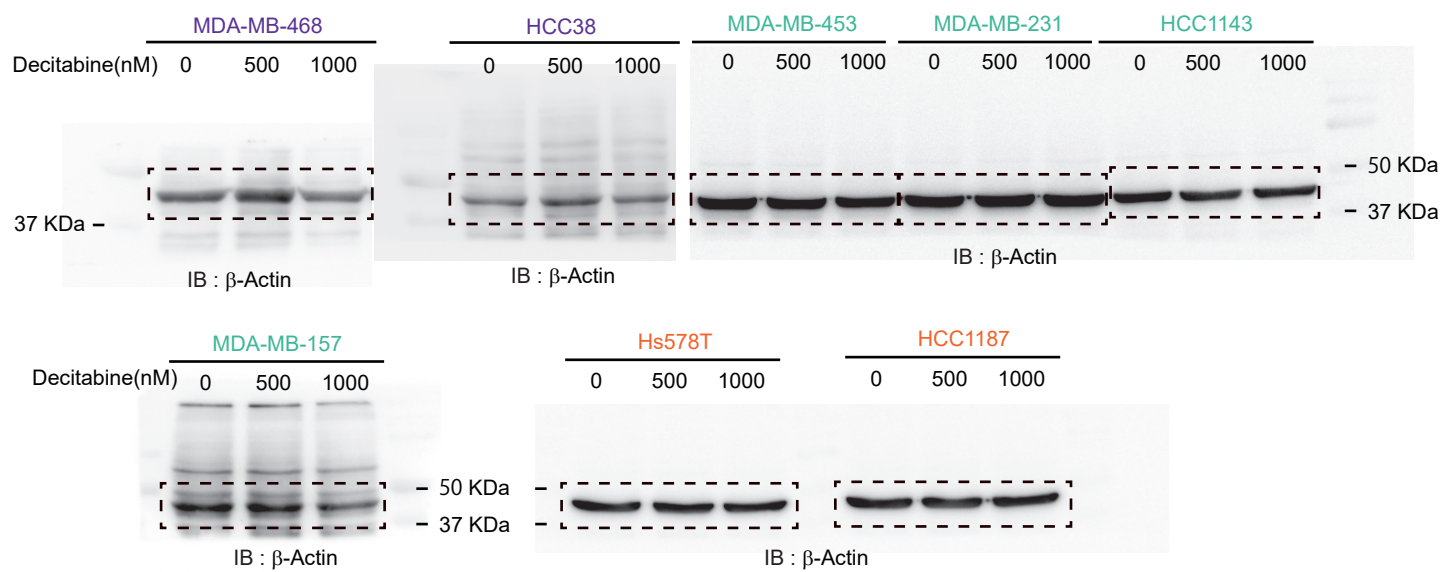 MDA-MB-468 HCC38 MDA-MB-453 MDA-MB-231 HCC1143
Decitabine(nM) 0 500 1000 0 500 1000 0 500 1000 0 500 1000 0 500 1000
50 KDa
37 KDa
37 KDa
IB : β-Actin
IB : β-Actin
IB : β-Actin
MDA-MB-157 Hs578T HCC1187
Decitabine(nM) 0 500 1000 0 500 1000 0 500 1000
50 KDa
37 KDa
IB : β-Actin
IB : β-Actin